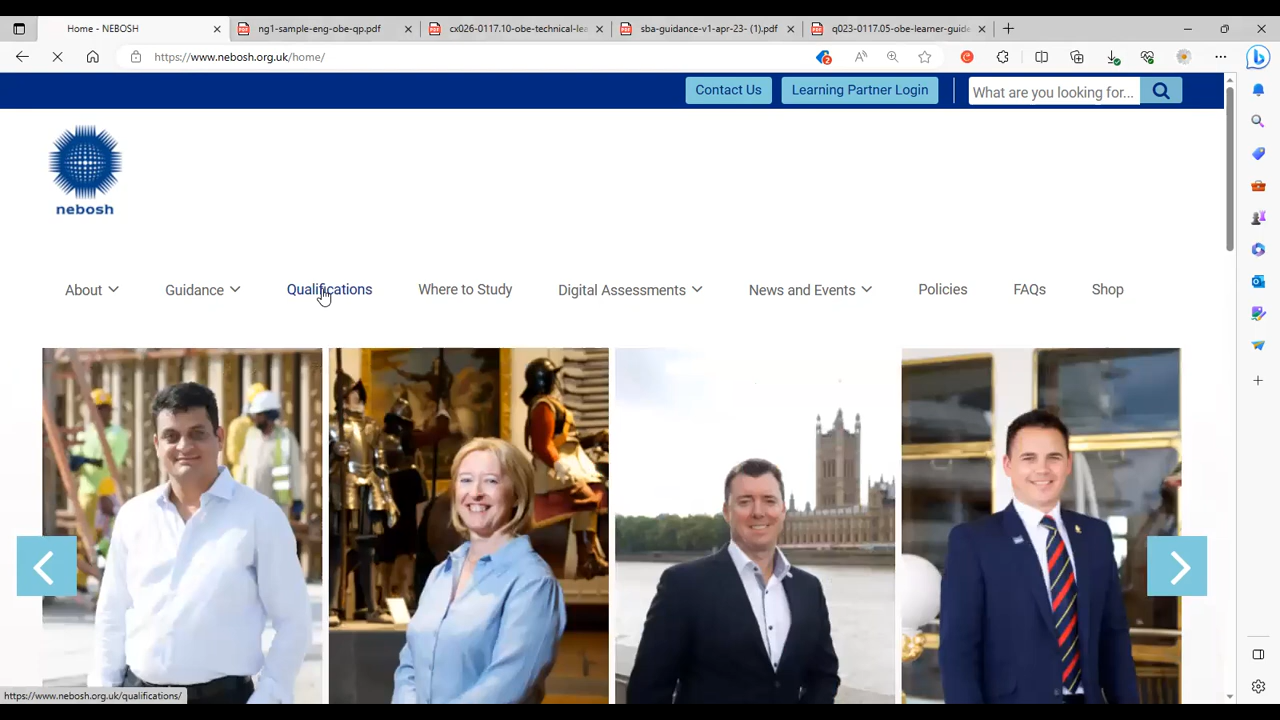 Home - NEBOSH
ng1-sample-eng-obe-qp.pdf
cx026-0117.10-obe-technical-lea
sba-guidance-v1-apr-23- (1).pdf
q023-0117.05-obe-learner-guide
https://www.nebosh.org.uk/home/
2
Contact Us
Learning Partner Login
What are you looking for...
nebosh
About
Guidance
Qualifications
Where to Study
Digital Assessments
News and Events
Policies
FAQs
Shop
https://www.nebosh.org.uk/qualifications/